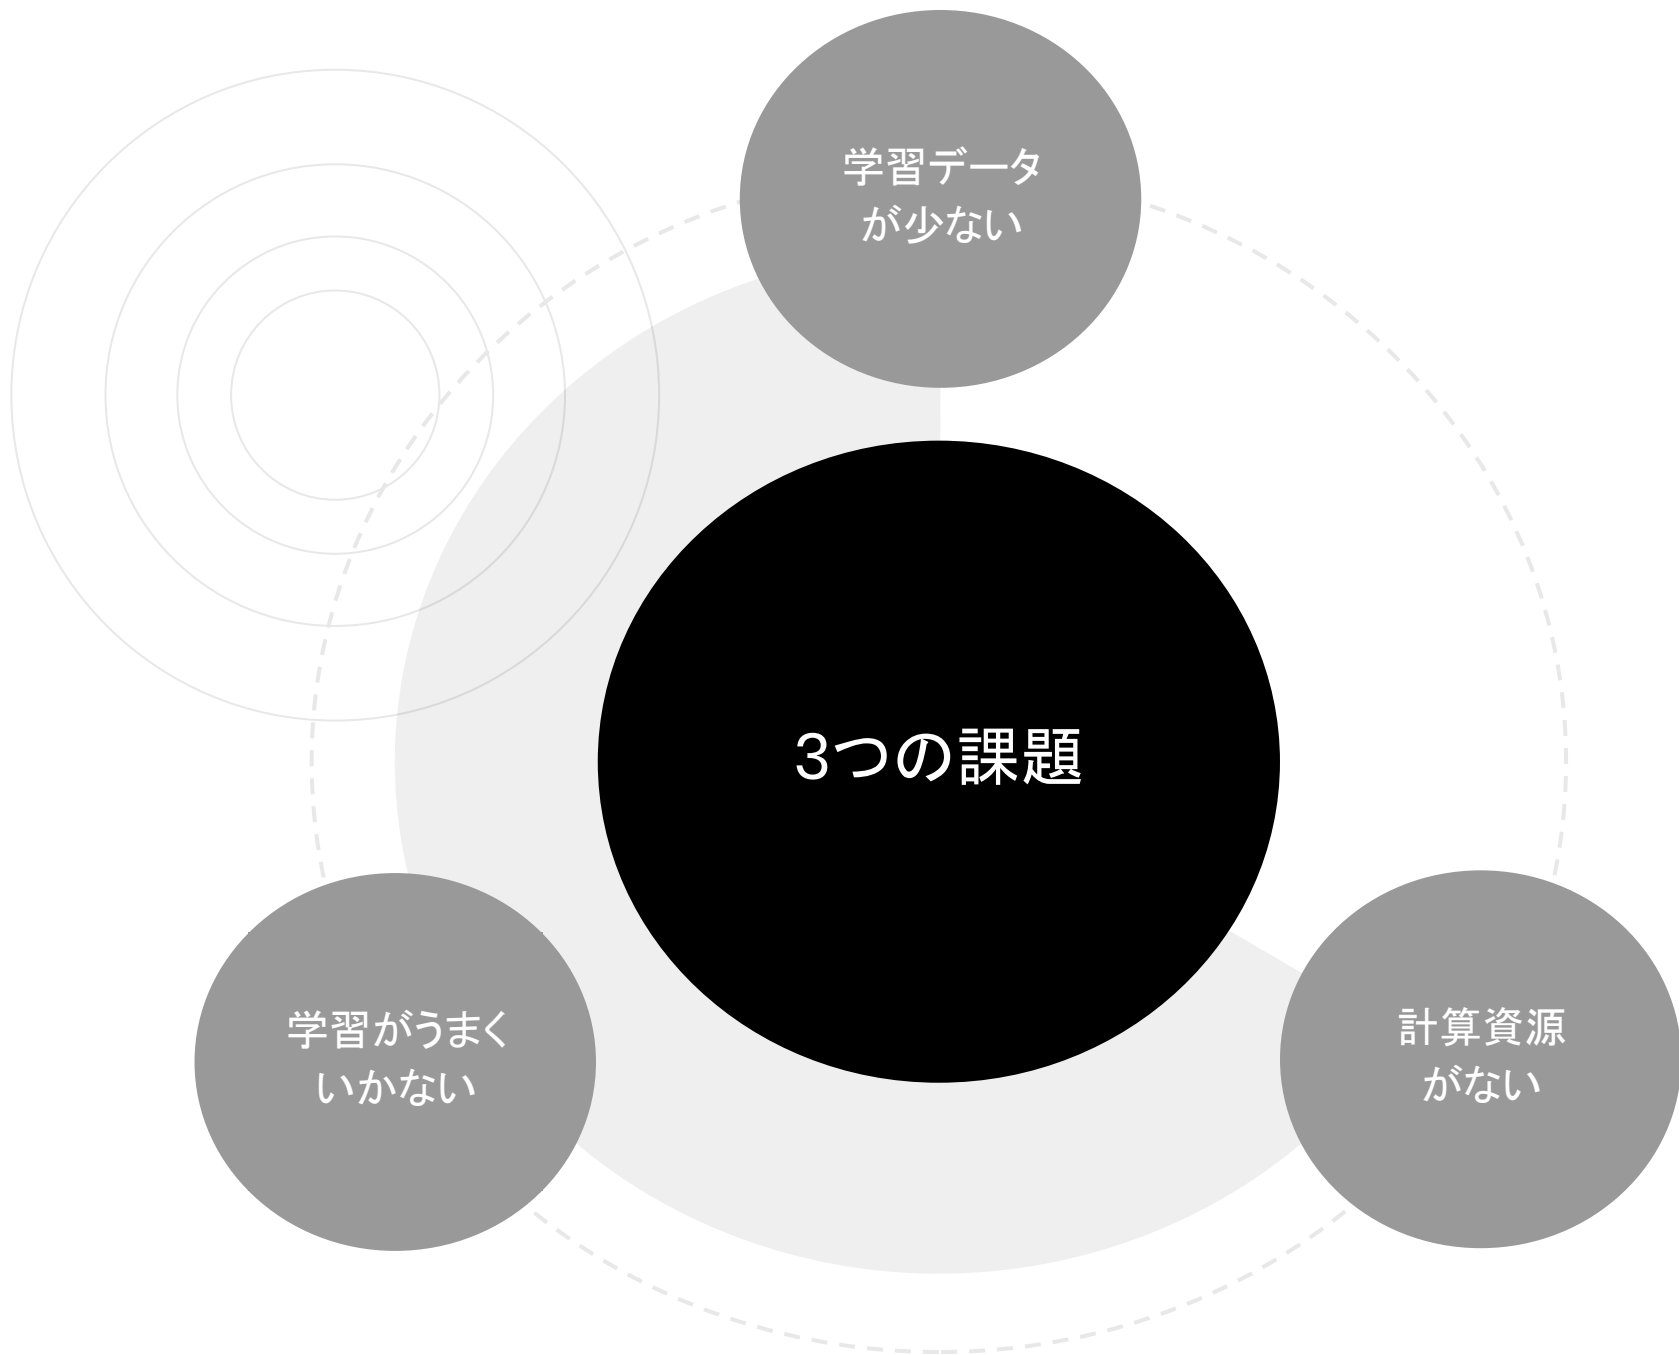 学習データ
が少ない
3つの課題
学習がうまく
いかない
計算資源
がない